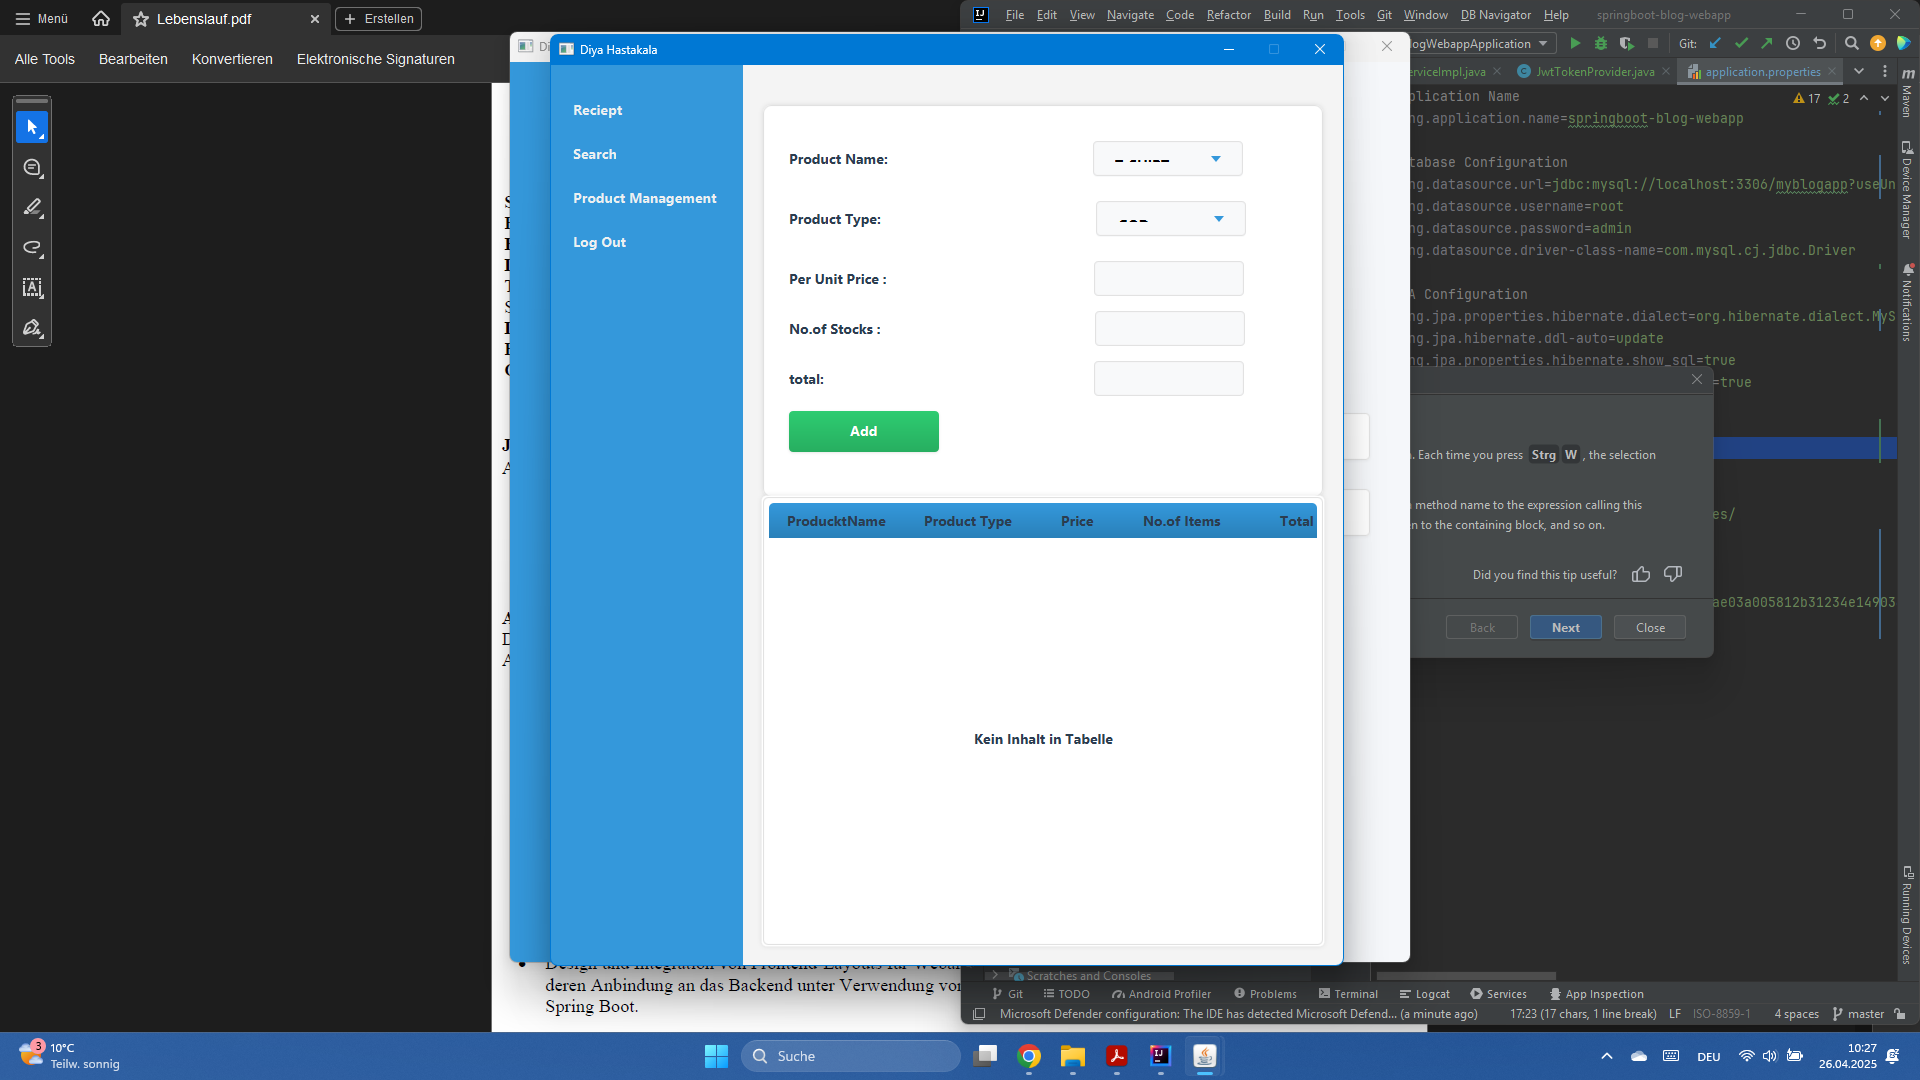 Menü
Lebenslauf.pdf
Erstellen
Alle Tools
Bearbeiten
Konvertieren
Elektronische Signaturen
Diya Hastakala
Reciept
Search
Product Management
Log Out
Product Name:
Product Type:
Per Unit Price :
No.of Stocks :
total:
Add
ProducktName
Product Type
Price
No.of Items
Total
Kein Inhalt in Tabelle
deren Anbindung an das Backend unter Verwendung vor
Spring Boot.
File
Edit
View
Navigate
Code
Refactor
Build
Run
Tools
Git
Window
DB Navigator
Help
springboot-blog-webapp
logWebappApplication
Git:
erviceImpl.java
JwtTokenProvider.java
application.properties
plication Name
17
2
ng.application.name=springboot-blog-webapp
tabase Configuration
ng.datasource.url=jdbc:mysql://localhost:3306/myblogapp?useUn
ng.datasource.username=root
ng.datasource.password=admin
ng.datasource.driver-class-name=com.mysql.cj.jdbc.Driver
A Configuration
ng.jpa.properties.hibernate.dialect=org.hibernate.dialect.MyS
ng.jpa.hibernate.ddl-auto=update
ng.jpa.properties.hibernate.show_sql=true
=true
. Each time you press Strg W , the selection
method name to the expression calling this
n to the containing block, and so on.
es/
Did you find this tip useful?
ae03a005812b31234e14903
Back
Next
Close
Maven
Device Manager
Notifications
Running Devices
Scratches and Consoles
Git
TODO
Android Profiler
Problems
Terminal
Logcat
Services
App Inspection
Microsoft Defender configuration: The IDE has detected Microsoft Defend... (a minute ago)
17:23 (17 chars, 1 line break)
LF
ISO-8859-1
4 spaces
master
3
10°C
Teilw. sonnig
Suche
DEU
10:27
26.04.2025